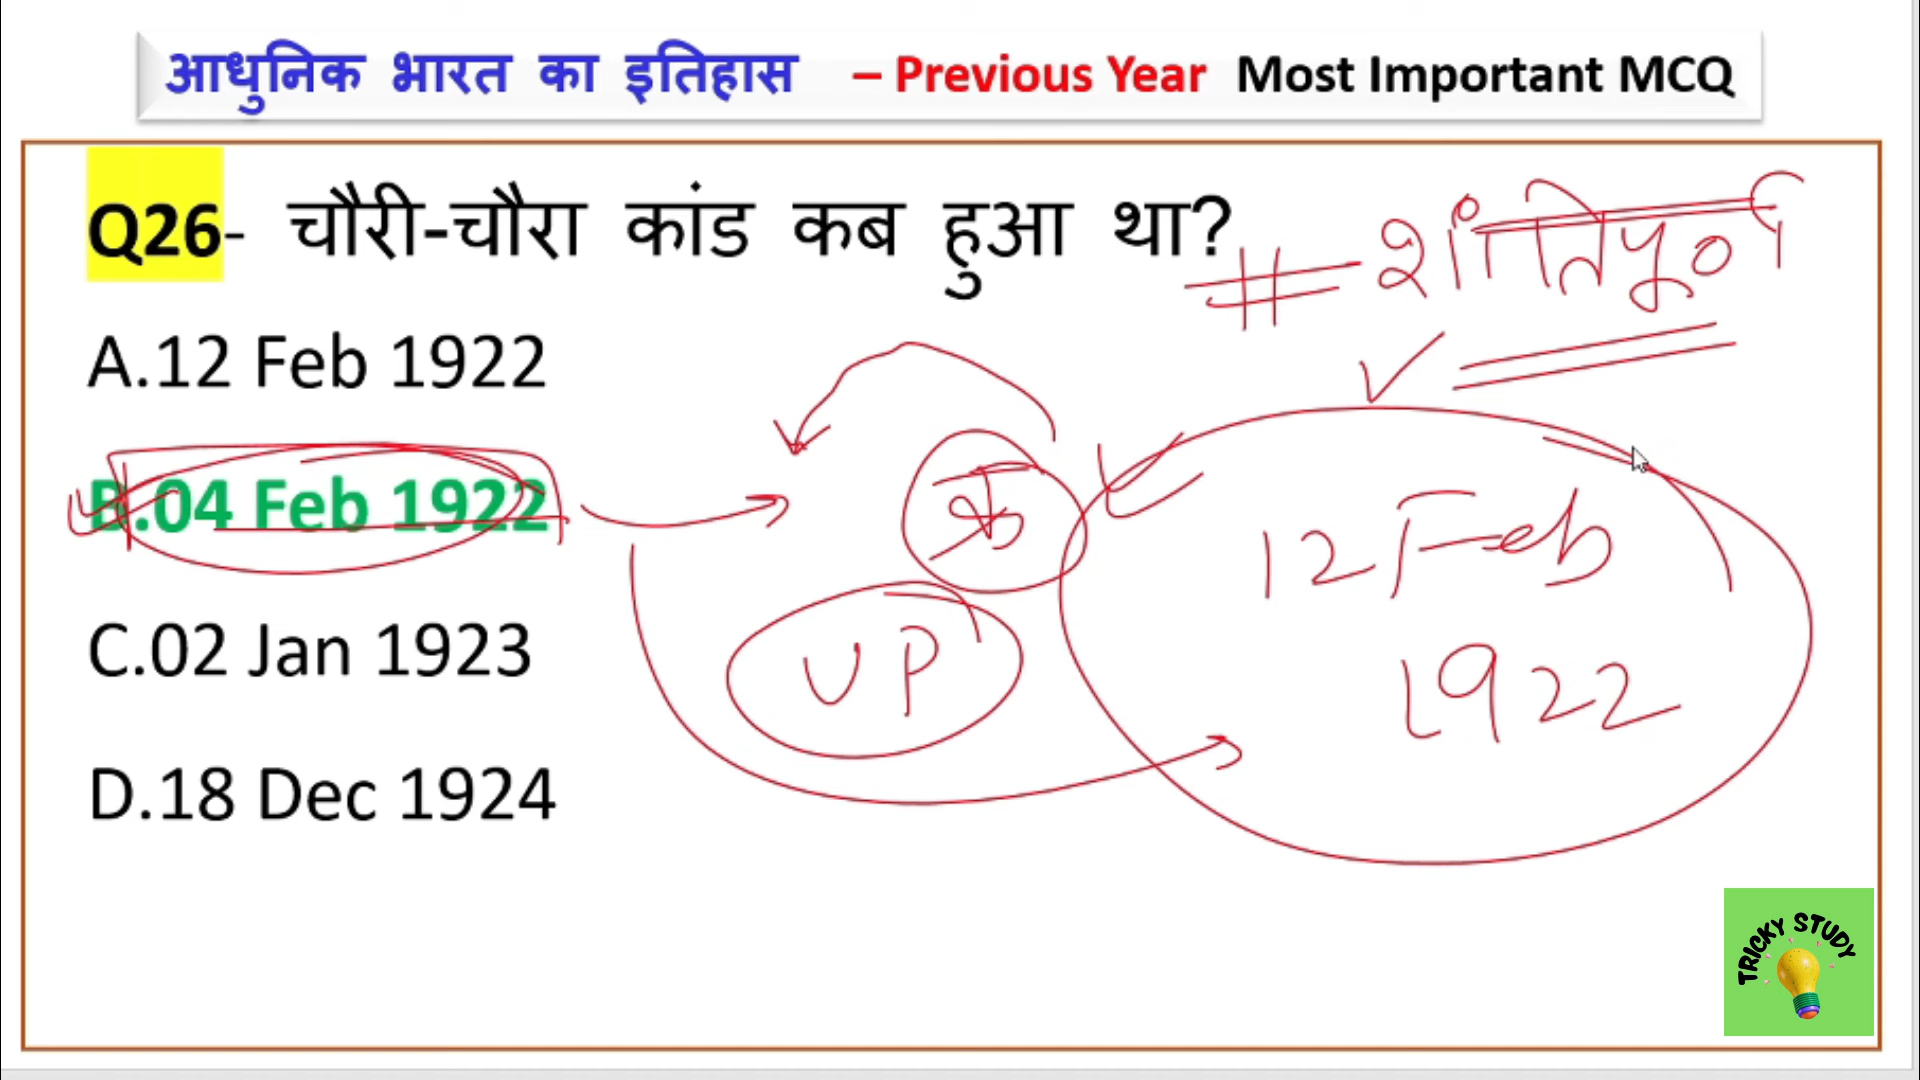 आधुनिक भारत का इतिहास – Previous Year Most Important MCQ
Q26- चौरी-चौरा कांड कब हुआ था?
# शांतिपूर्ण
A.12 Feb 1922
B.04 Feb 1922
12 Feb
1922
UP
C.02 Jan 1923
D.18 Dec 1924
TRICKY STUDY